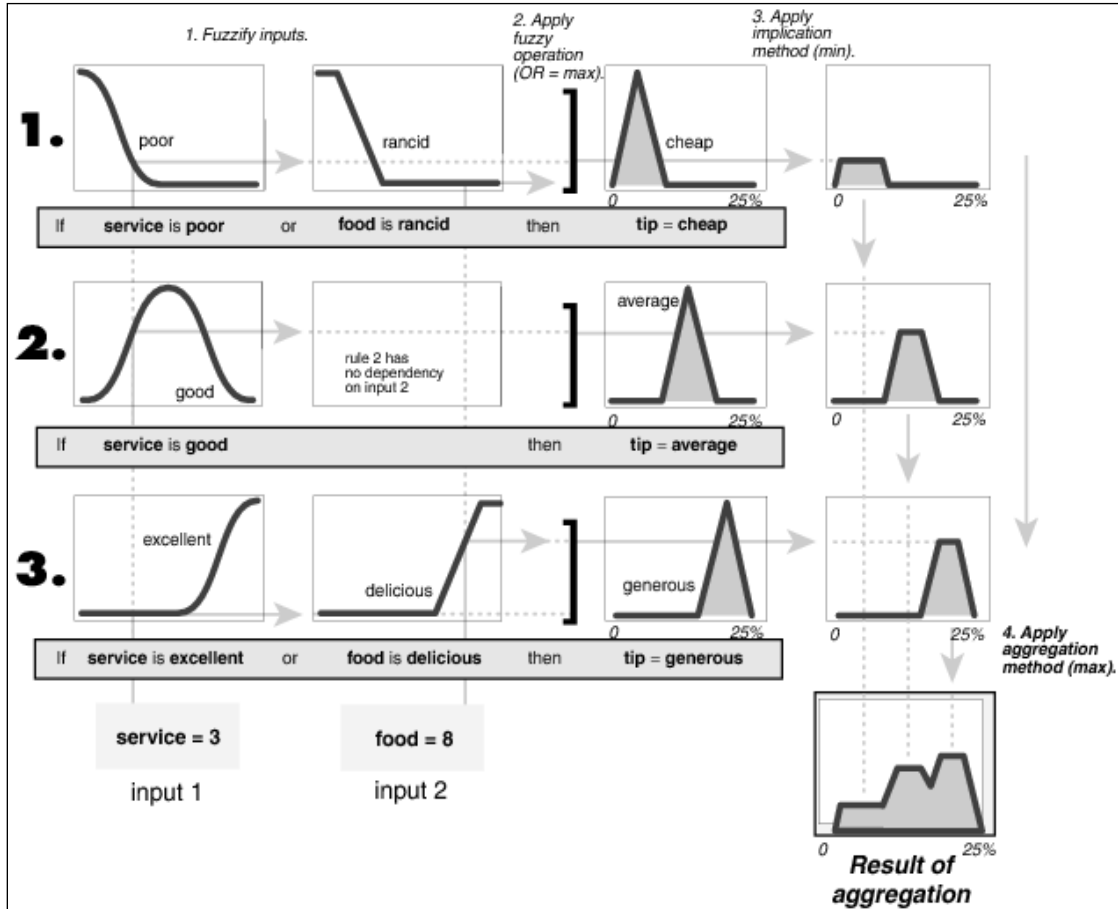 1. Fuzzify inputs.
2. Apply
fuzzy
operation
(OR = max).
3. Apply
implication
method (min).
1.
poor
rancid
cheap
0 25%
0 25%
If service is poor or food is rancid then tip = cheap
2.
good
rule 2 has
no dependency
on input 2
average
0 25%
0 25%
If service is good then tip = average
3.
excellent
delicious
generous
0 25%
0 25%
If service is excellent or food is delicious then tip = generous
4. Apply
aggregation
method (max).
service = 3
food = 8
input 1
input 2
0 25%
Result of
aggregation